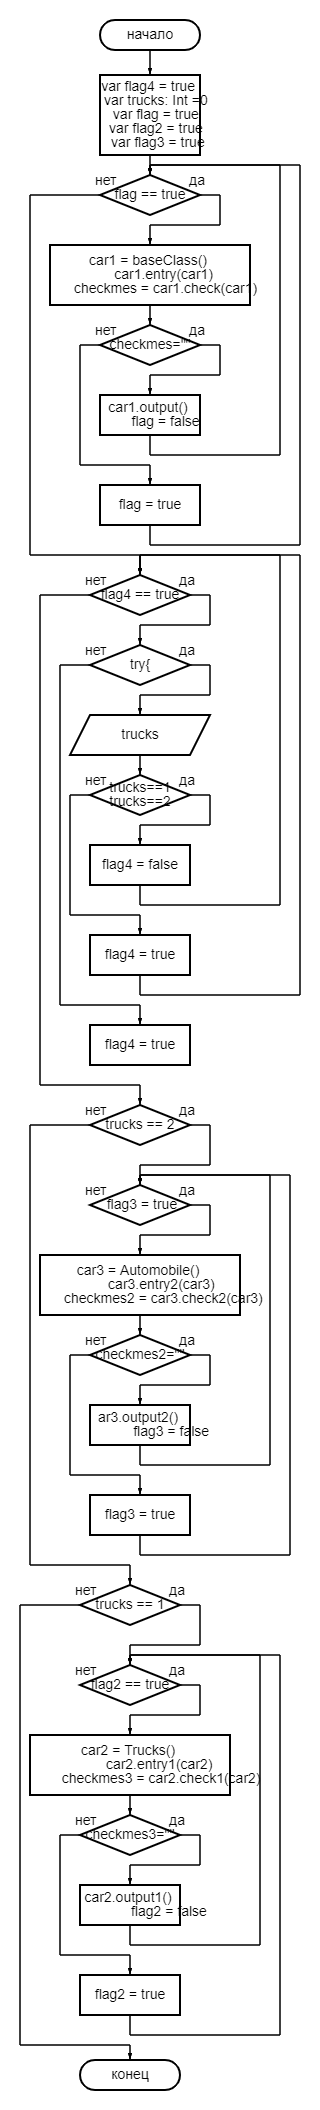 начало
var flag4 = true
var trucks: Int =0
var flag = true
var flag2 = true
var flag3 = true
нет
да
flag == true
car1 = baseClass()
car1.entry(car1)
checkmes = car1.check(car1)
нет
да
checkmes=""
car1.output()
flag = false
flag = true
нет
да
flag4 == true
нет
да
try{
trucks
нет
да
trucks==1
trucks==2
flag4 = false
flag4 = true
flag4 = true
нет
да
trucks == 2
нет
да
flag3 = true
car3 = Automobile()
car3.entry2(car3)
checkmes2 = car3.check2(car3)
нет
да
checkmes2=""
ar3.output2()
flag3 = false
flag3 = true
нет
да
trucks == 1
нет
да
flag2 == true
car2 = Trucks()
car2.entry1(car2)
checkmes3 = car2.check1(car2)
нет
да
checkmes3=""
car2.output1()
flag2 = false
flag2 = true
конец